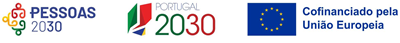 PESSOAS
2030
PORTUGAL
2030
Cofinanciado pela
União Europeia